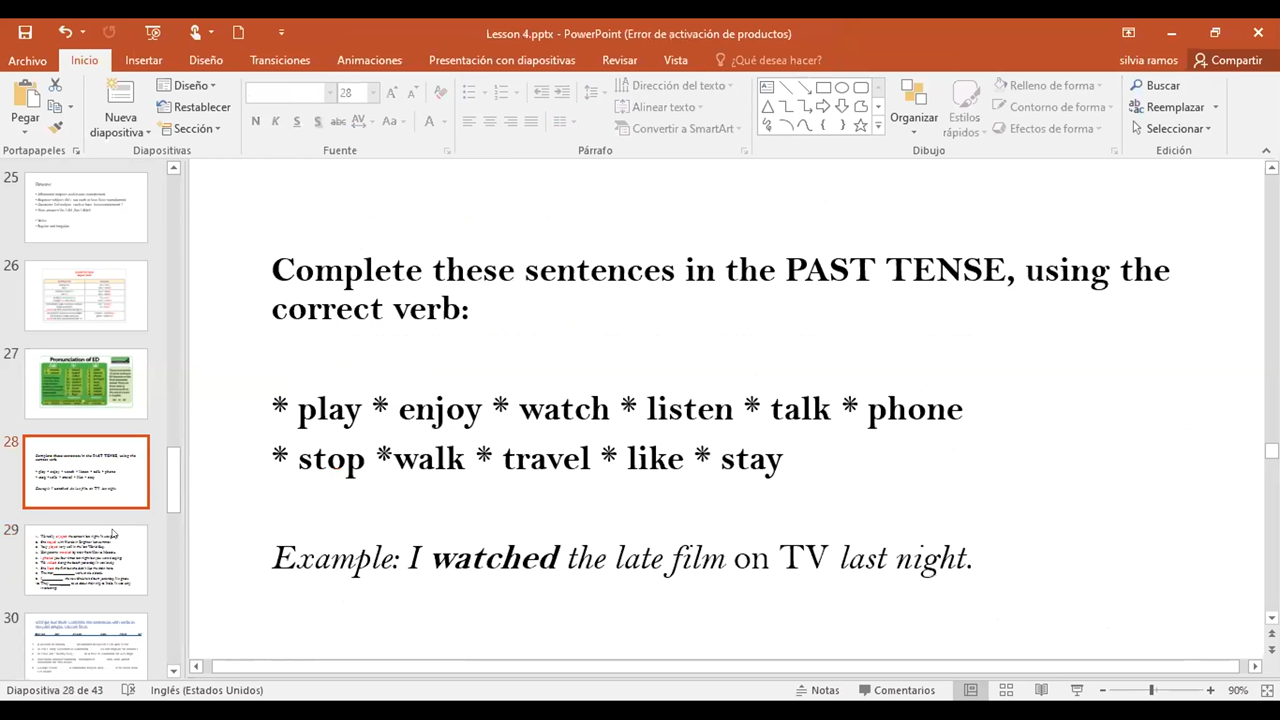 Lesson 4.pptx - PowerPoint (Error de activación de productos)
Archivo Inicio Insertar Diseño Transiciones Animaciones Presentación con diapositivas Revisar Vista ¿Qué desea hacer? silvia ramos Compartir
Pegar
Portapapeles
Nueva
diapositiva
Diseño
Restablecer
Sección
Diapositivas
28
N K S S abc AV Aa A
Fuente
Dirección del texto
Alinear texto
Convertir a SmartArt
Párrafo
Organizar
Estilos
rápidos
Relleno de forma
Contorno de forma
Efectos de forma
Dibujo
Buscar
Reemplazar
Seleccionar
Edición
25
26
27
Pronunciation of ED
28
29
30
Complete these sentences in the PAST TENSE, using the
correct verb:
* play * enjoy * watch * listen * talk * phone
* stop *walk * travel * like * stay
Example: I watched the late film on TV last night.
Diapositiva 28 de 43 Inglés (Estados Unidos) Notas Comentarios 90%